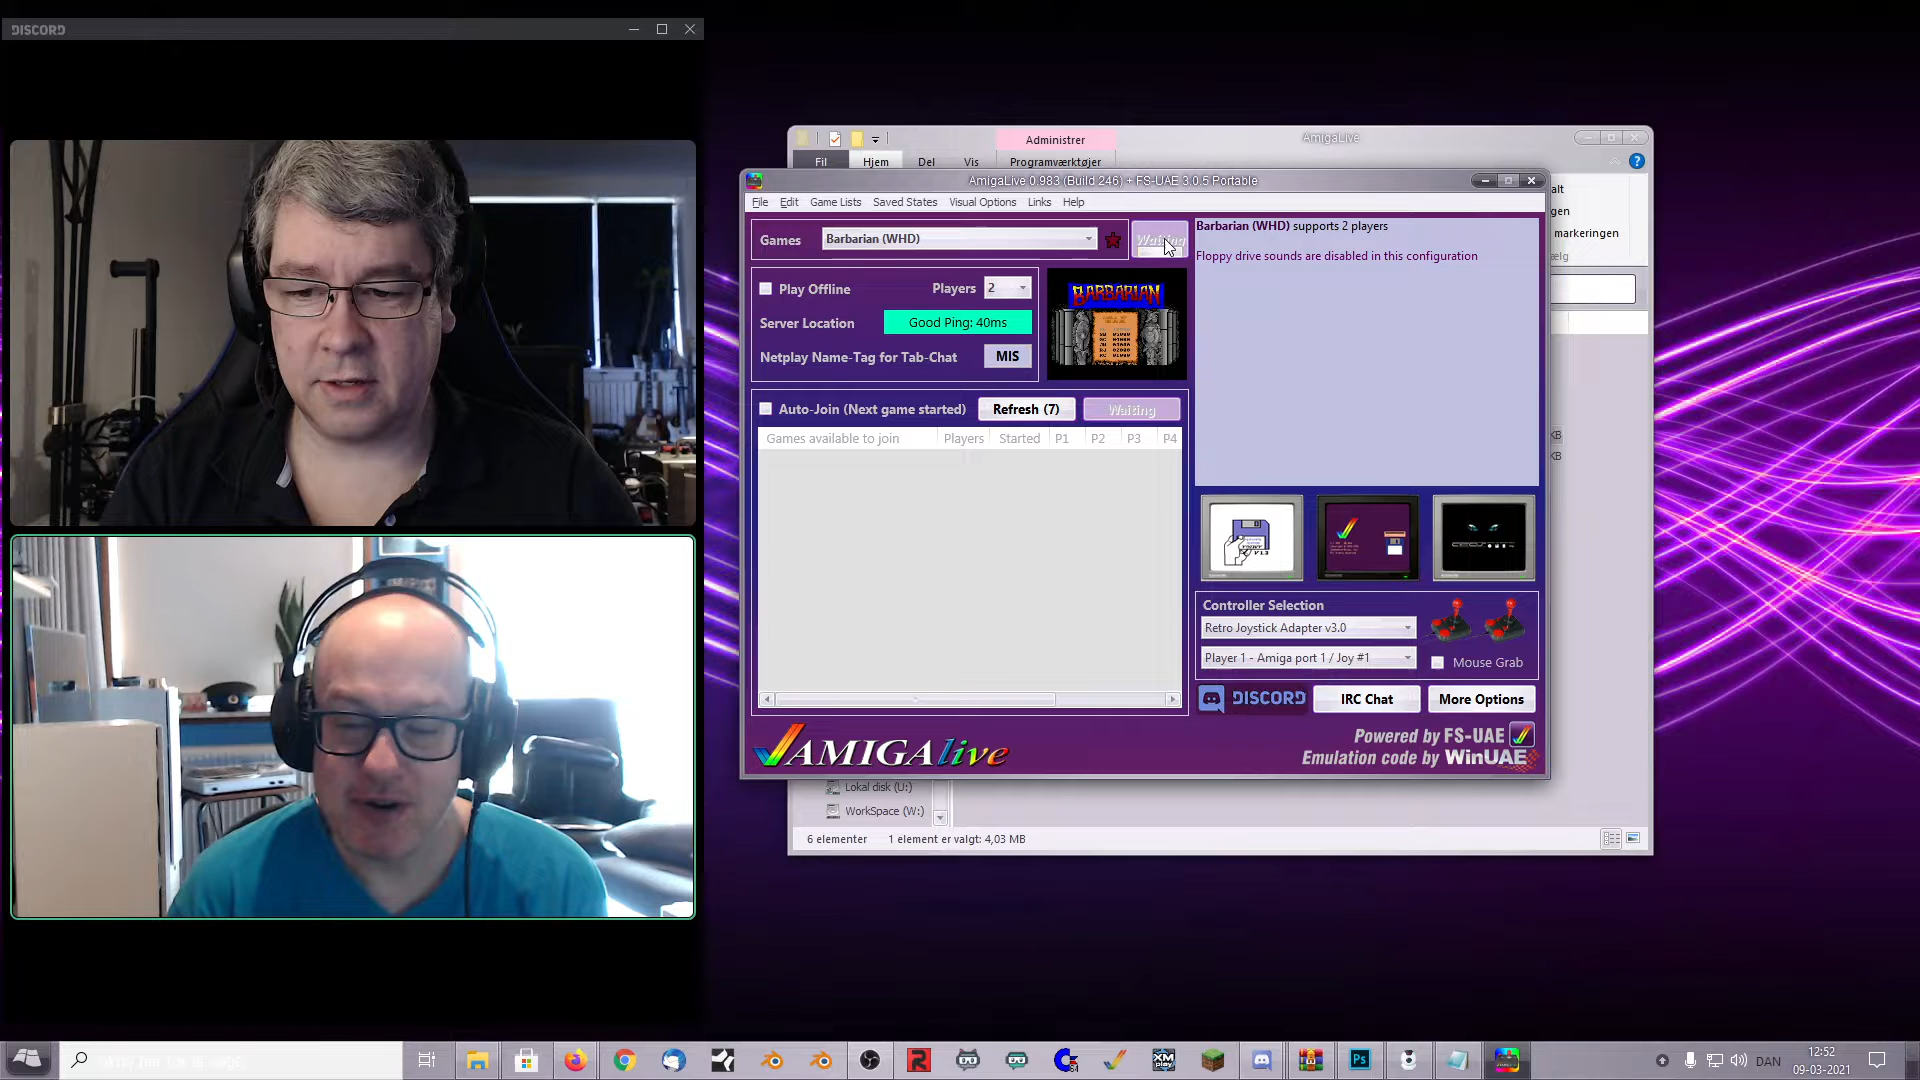 DISCORD
Administrer
AmigaLive
Fil
Hjem
Del
Vis
Programværktøjer
AmigaLive 0.983 (Build 246) + FS-UAE 3.0.5 Portable
File
Edit
Game Lists
Saved States
Visual Options
Links
Help
Games
Barbarian (WHD)
Waiting
Barbarian (WHD) supports 2 players
Floppy drive sounds are disabled in this configuration
Play Offline
Players
2
Server Location
Good Ping: 40ms
Netplay Name-Tag for Tab-Chat
MIS
BARBARIAN
Auto-Join (Next game started)
Refresh (7)
Waiting
Games available to join
Players
Started
P1
P2
P3
P4
alt
gen
markeringen
KB
KB
Controller Selection
Retro Joystick Adapter v3.0
Player 1 - Amiga port 1 / Joy #1
Mouse Grab
DISCORD
IRC Chat
More Options
AMIGAlive
Powered by FS-UAE
Emulation code by WinUAE
Lokal disk (U:)
WorkSpace (W:)
6 elementer
1 element er valgt: 4,03 MB
DAN
12:52
09-03-2021